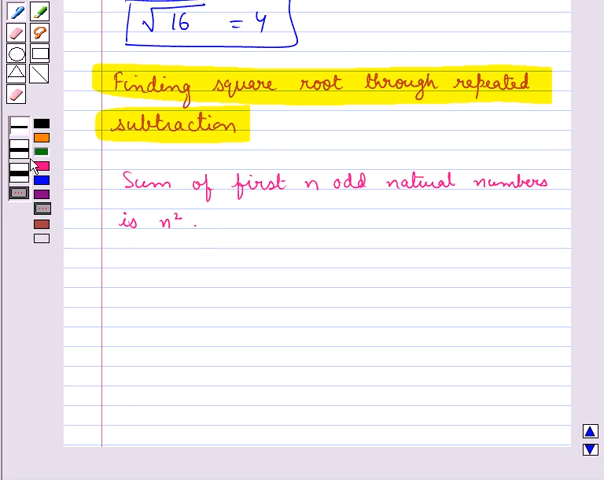 √16 = 4
Finding square root through repeated
subtraction
Sum of first n odd natural numbers
is n².